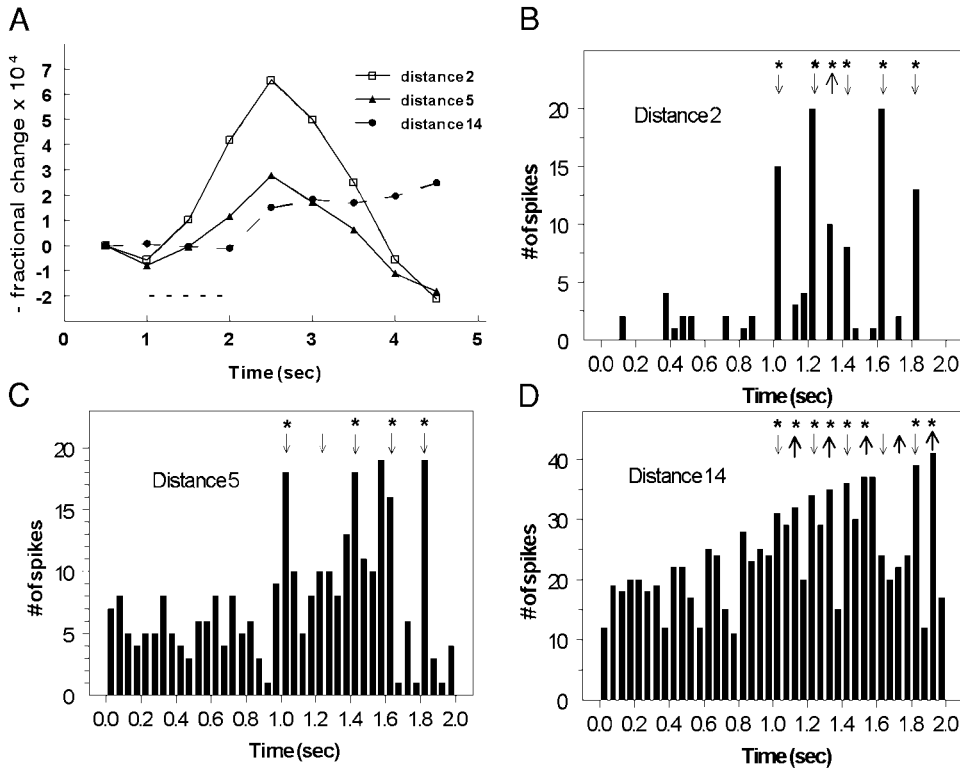 A
- fractional change x 10⁴
7
6
5
4
3
2
1
0
-1
-2
distance 2
distance 5
distance 14
0 1 2 3 4 5
Time (sec)
B
# of spikes
20
15
10
5
0
* * * * * *
Distance 2
0.0 0.2 0.4 0.6 0.8 1.0 1.2 1.4 1.6 1.8 2.0
Time (sec)
C
# of spikes
20
15
10
5
0
* * * *
Distance 5
0.0 0.2 0.4 0.6 0.8 1.0 1.2 1.4 1.6 1.8 2.0
Time (sec)
D
# of spikes
40
30
20
10
0
* * * * * * * *
Distance 14
0.0 0.2 0.4 0.6 0.8 1.0 1.2 1.4 1.6 1.8 2.0
Time (sec)